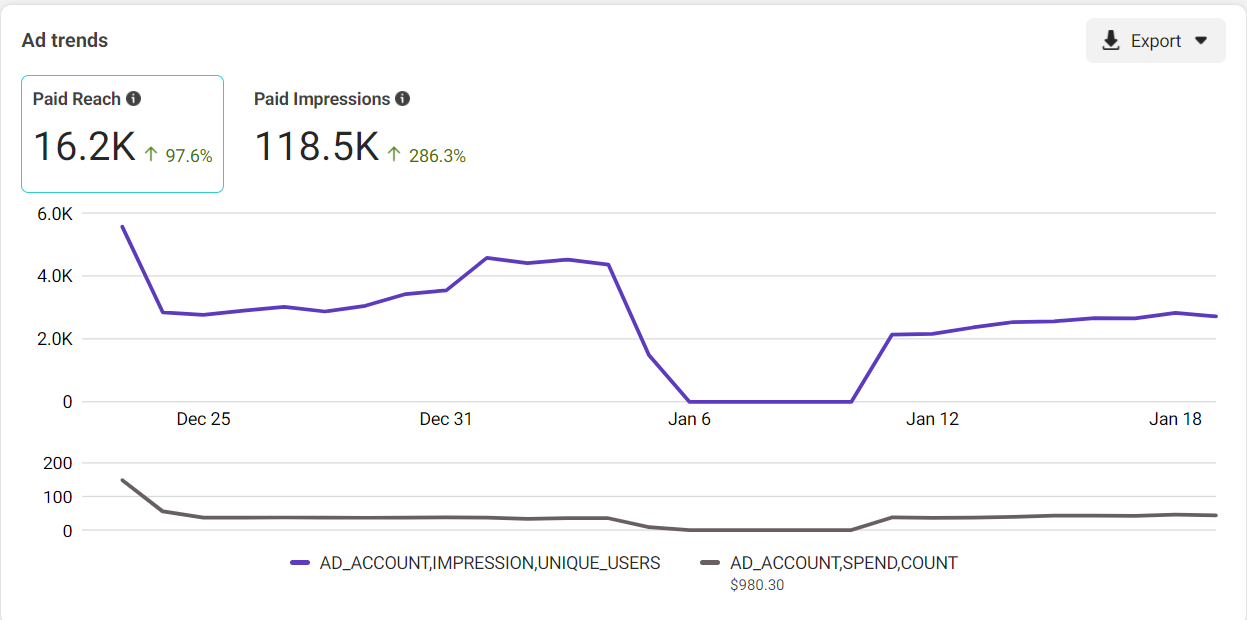 Ad trends
Export
Paid Reach
16.2K ↑ 97.6%
Paid Impressions
118.5K ↑ 286.3%
6.0K
4.0K
2.0K
0
Dec 25 Dec 31 Jan 6 Jan 12 Jan 18
200
100
0
AD_ACCOUNT,IMPRESSION,UNIQUE_USERS
AD_ACCOUNT,SPEND,COUNT
$980.30